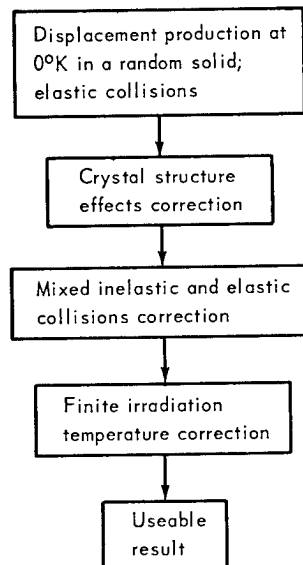 Displacement production at
0°K in a random solid;
elastic collisions
Crystal structure
effects correction
Mixed inelastic and elastic
collisions correction
Finite irradiation
temperature correction
Useable
result